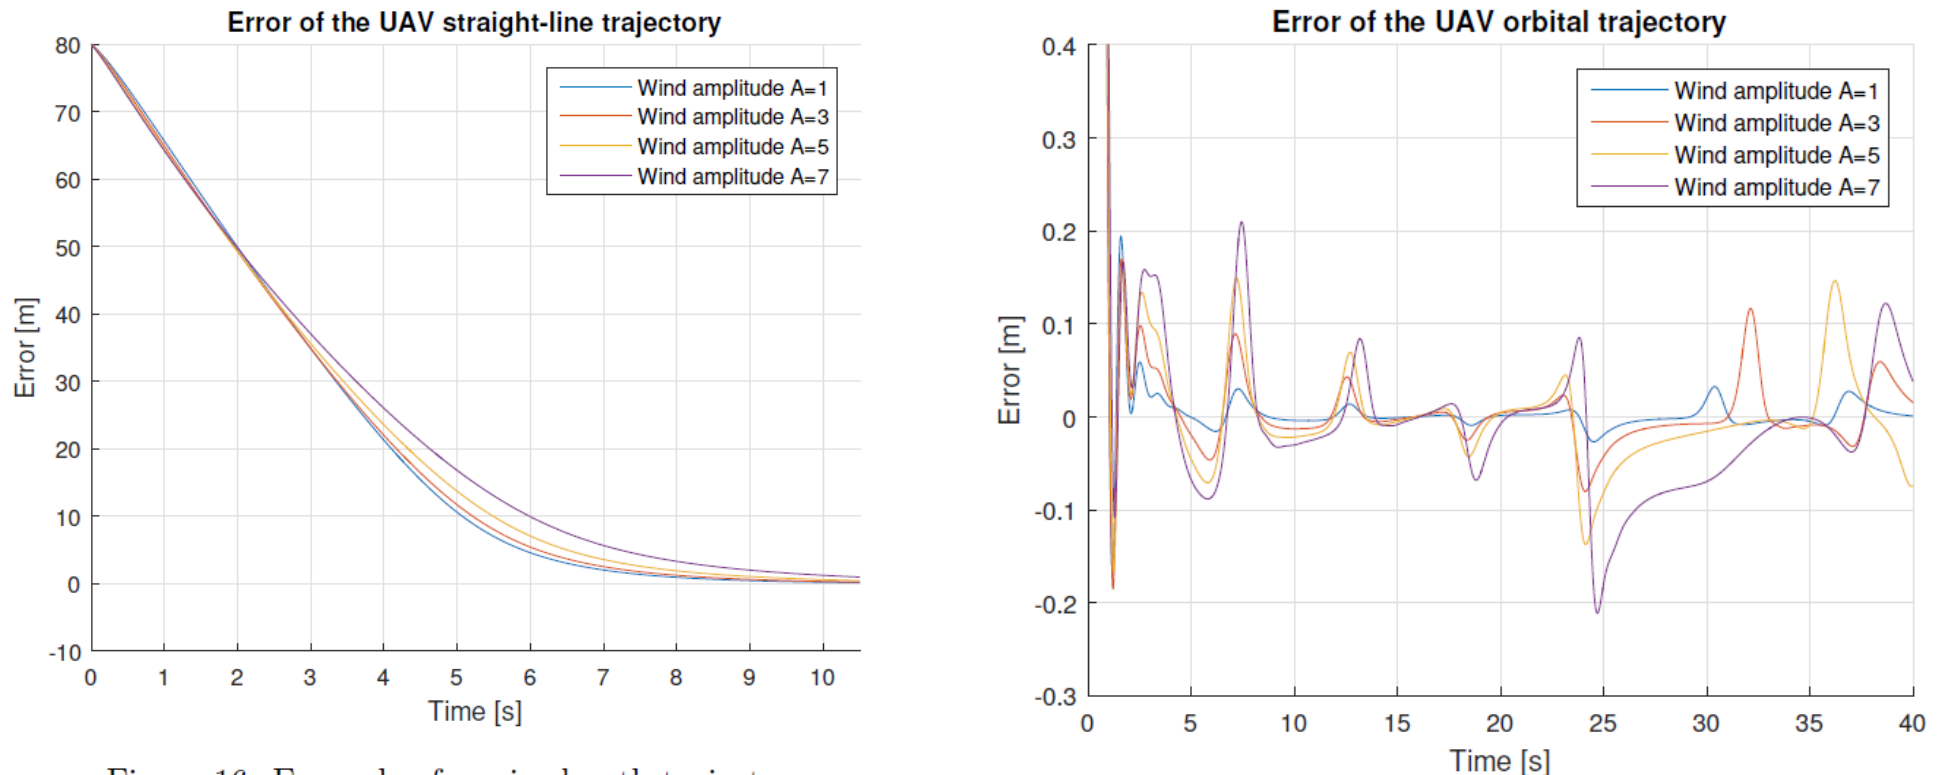 Error of the UAV straight-line trajectory
80
70
60
50
40
30
20
10
0
-10
Error [m]
Wind amplitude A=1
Wind amplitude A=3
Wind amplitude A=5
Wind amplitude A=7
0 1 2 3 4 5 6 7 8 9 10
Time [s]
Error of the UAV orbital trajectory
0.4
0.3
0.2
0.1
0
-0.1
-0.2
-0.3
Error [m]
Wind amplitude A=1
Wind amplitude A=3
Wind amplitude A=5
Wind amplitude A=7
0 5 10 15 20 25 30 35 40
Time [s]